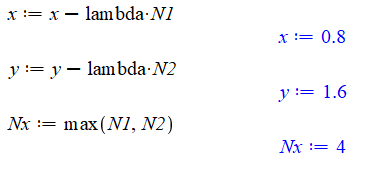 x := x − lambda·N1
x := 0.8
y := y − lambda·N2
y := 1.6
Nx := max(N1, N2)
Nx := 4